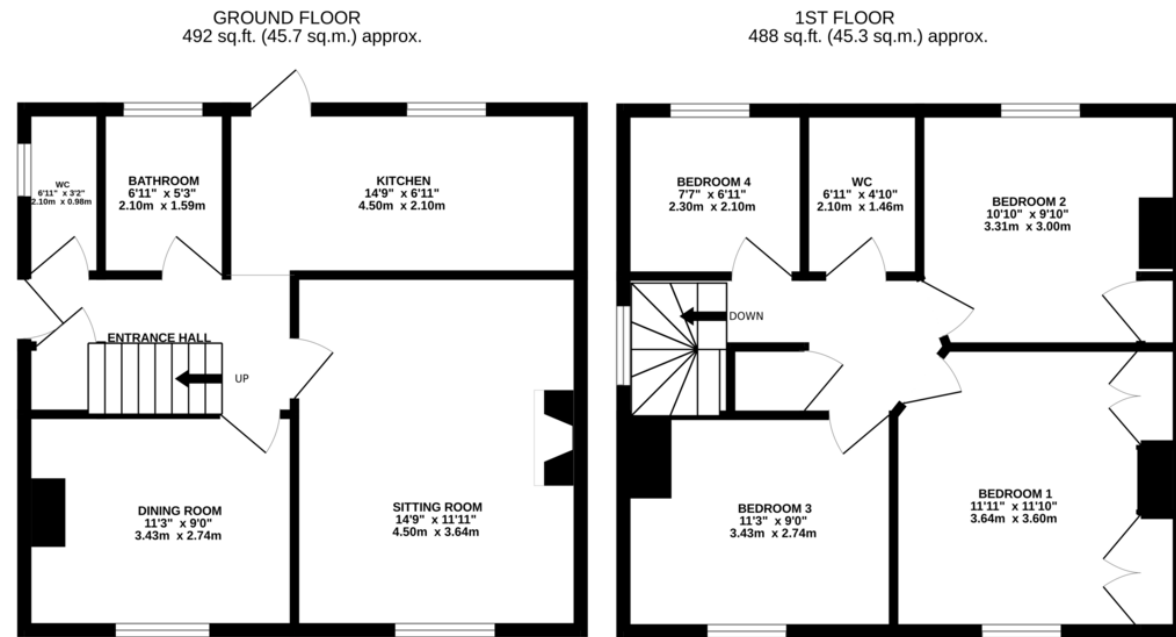 GROUND FLOOR
492 sq.ft. (45.7 sq.m.) approx.
1ST FLOOR
488 sq.ft. (45.3 sq.m.) approx.
WC
6'11" x 3'2"
2.10m x 0.98m
BATHROOM
6'11" x 5'3"
2.10m x 1.59m
KITCHEN
14'9" x 6'11"
4.50m x 2.10m
ENTRANCE HALL
UP
DINING ROOM
11'3" x 9'0"
3.43m x 2.74m
SITTING ROOM
14'9" x 11'11"
4.50m x 3.64m
BEDROOM 4
7'7" x 6'11"
2.30m x 2.10m
WC
6'11" x 4'10"
2.10m x 1.46m
BEDROOM 2
10'10" x 9'10"
3.31m x 3.00m
DOWN
BEDROOM 3
11'3" x 9'0"
3.43m x 2.74m
BEDROOM 1
11'11" x 11'10"
3.64m x 3.60m